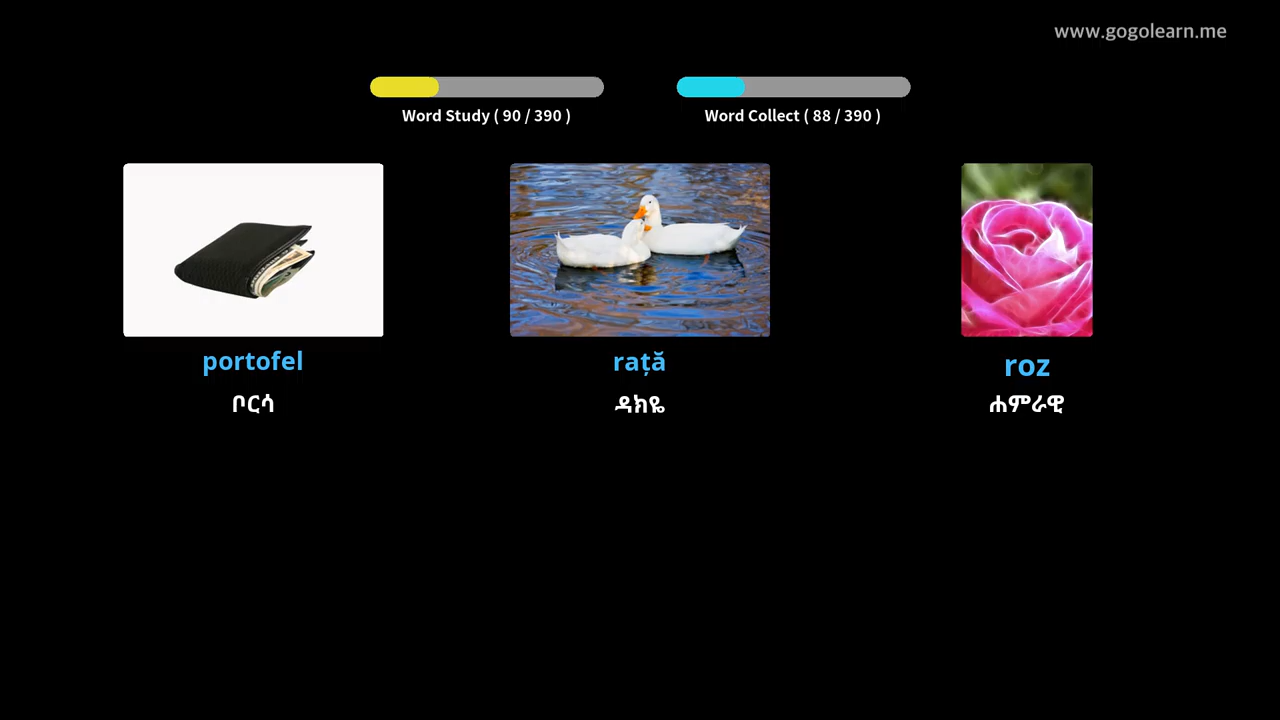 www.gogolearn.me
Word Study ( 90 / 390 )
Word Collect ( 88 / 390 )
portofel
rață
roz
ቦርሳ
ዳክዬ
ሐምራዊ